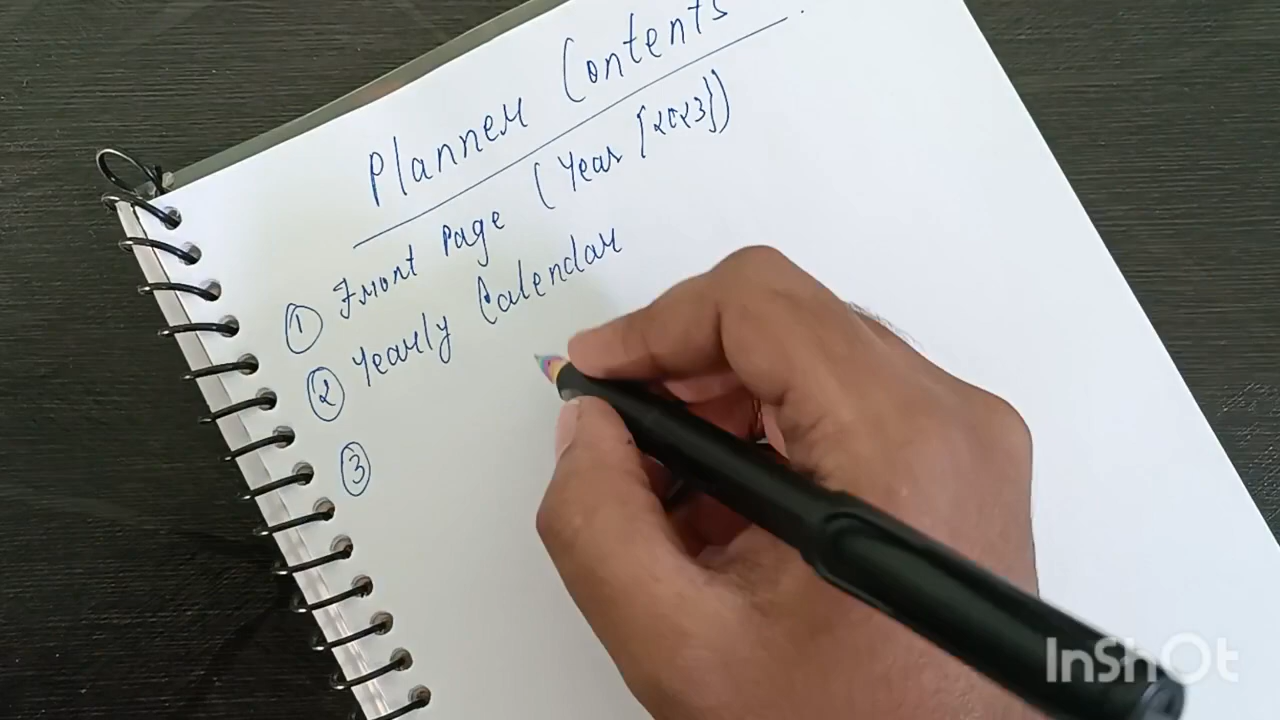 Planner Contents
① Front Page (Year [2023])
② Yearly Calendar
③
InShOt